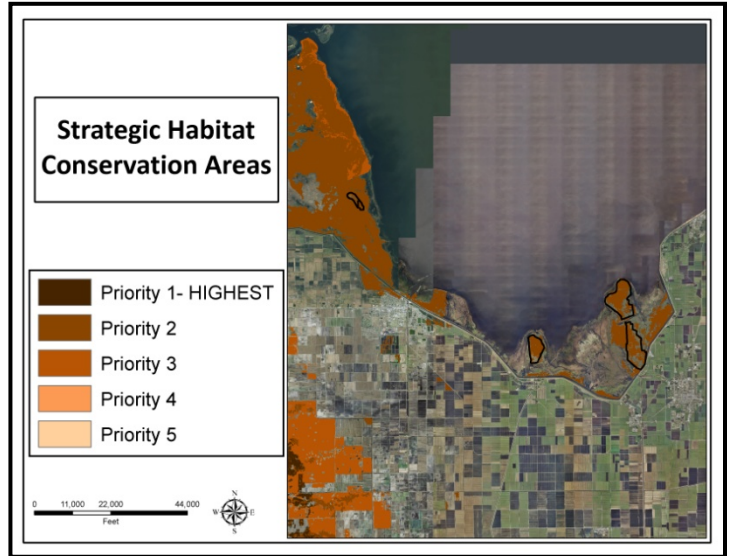 Strategic Habitat
Conservation Areas
Priority 1- HIGHEST
Priority 2
Priority 3
Priority 4
Priority 5
0 11,000 22,000 44,000
Feet
N
W E
S